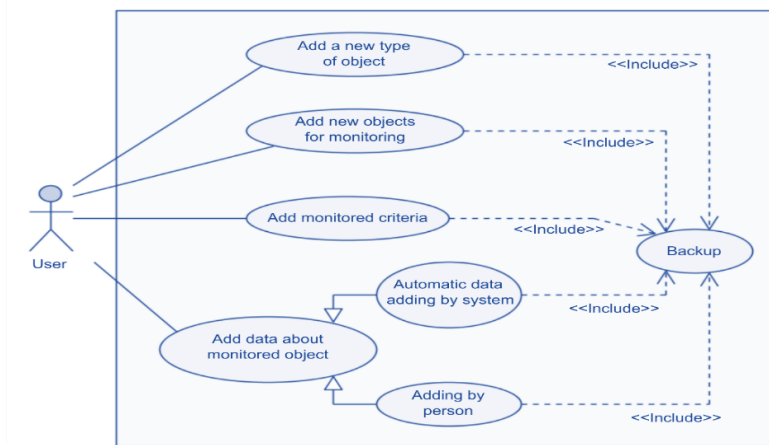 Add a new type
of object
<<Include>>
Add new objects
for monitoring
<<Include>>
Add monitored criteria
<<Include>>
User
Backup
Automatic data
adding by system
<<Include>>
Add data about
monitored object
Adding by
person
<<Include>>